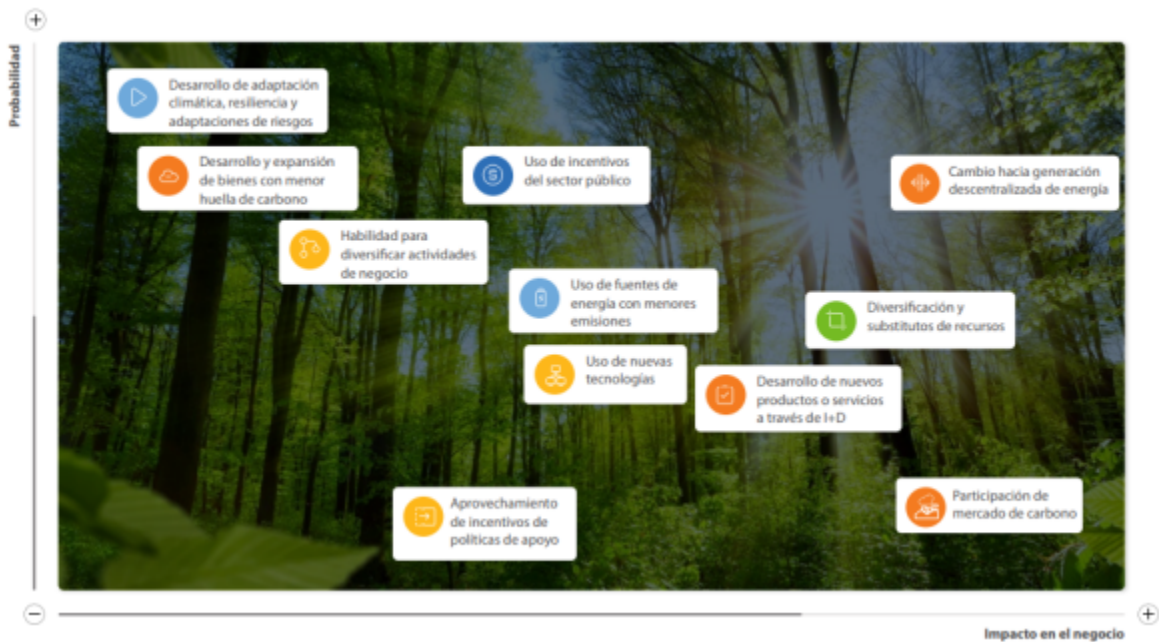 Probabilidad
Desarrollo de adaptación
climática, resiliencia y
adaptaciones de riesgos
Desarrollo y expansión
de bienes con menor
huella de carbono
Uso de incentivos
del sector público
Cambio hacia generación
descentralizada de energía
Habilidad para
diversificar actividades
de negocio
Uso de fuentes de
energía con menores
emisiones
Diversificación y
substitutos de recursos
Uso de nuevas
tecnologías
Desarrollo de nuevos
productos o servicios
a través de I+D
Aprovechamiento
de incentivos de
políticas de apoyo
Participación de
mercado de carbono
Impacto en el negocio